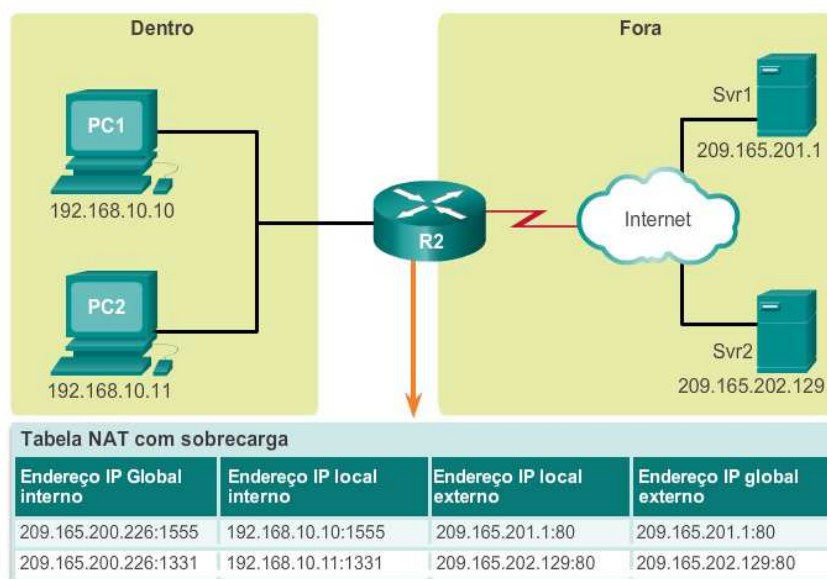 Dentro
Fora
PC1
192.168.10.10
PC2
192.168.10.11
R2
Internet
Svr1
209.165.201.1
Svr2
209.165.202.129
Tabela NAT com sobrecarga
Endereço IP Global interno
Endereço IP local interno
Endereço IP local externo
Endereço IP global externo
209.165.200.226:1555
192.168.10.10:1555
209.165.201.1:80
209.165.201.1:80
209.165.200.226:1331
192.168.10.11:1331
209.165.202.129:80
209.165.202.129:80